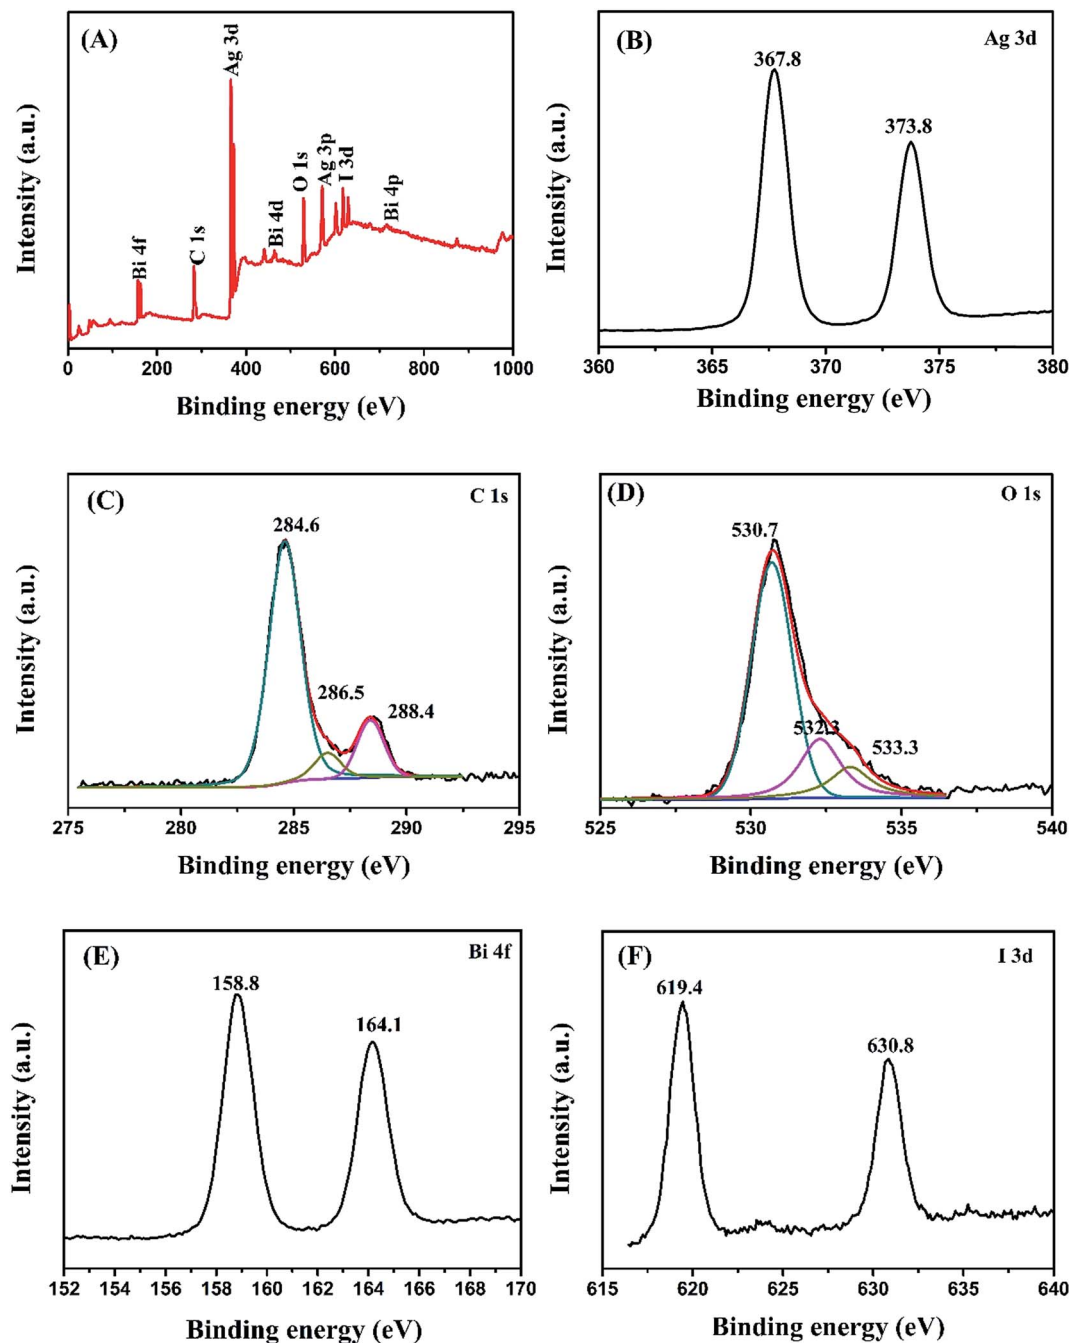 (A)
Ag 3d
Bi 4f
C 1s
Bi 4d
O 1s
Ag 3p
I 3d
Bi 4p
Intensity (a.u.)
0 200 400 600 800 1000
Binding energy (eV)
(B)
Ag 3d
367.8
373.8
Intensity (a.u.)
360 365 370 375 380
Binding energy (eV)
(C)
C 1s
284.6
286.5
288.4
Intensity (a.u.)
275 280 285 290 295
Binding energy (eV)
(D)
O 1s
530.7
532.3
533.3
Intensity (a.u.)
525 530 535 540
Binding energy (eV)
(E)
Bi 4f
158.8
164.1
Intensity (a.u.)
152 154 156 158 160 162 164 166 168 170
Binding energy (eV)
(F)
I 3d
619.4
630.8
Intensity (a.u.)
615 620 625 630 635 640
Binding energy (eV)